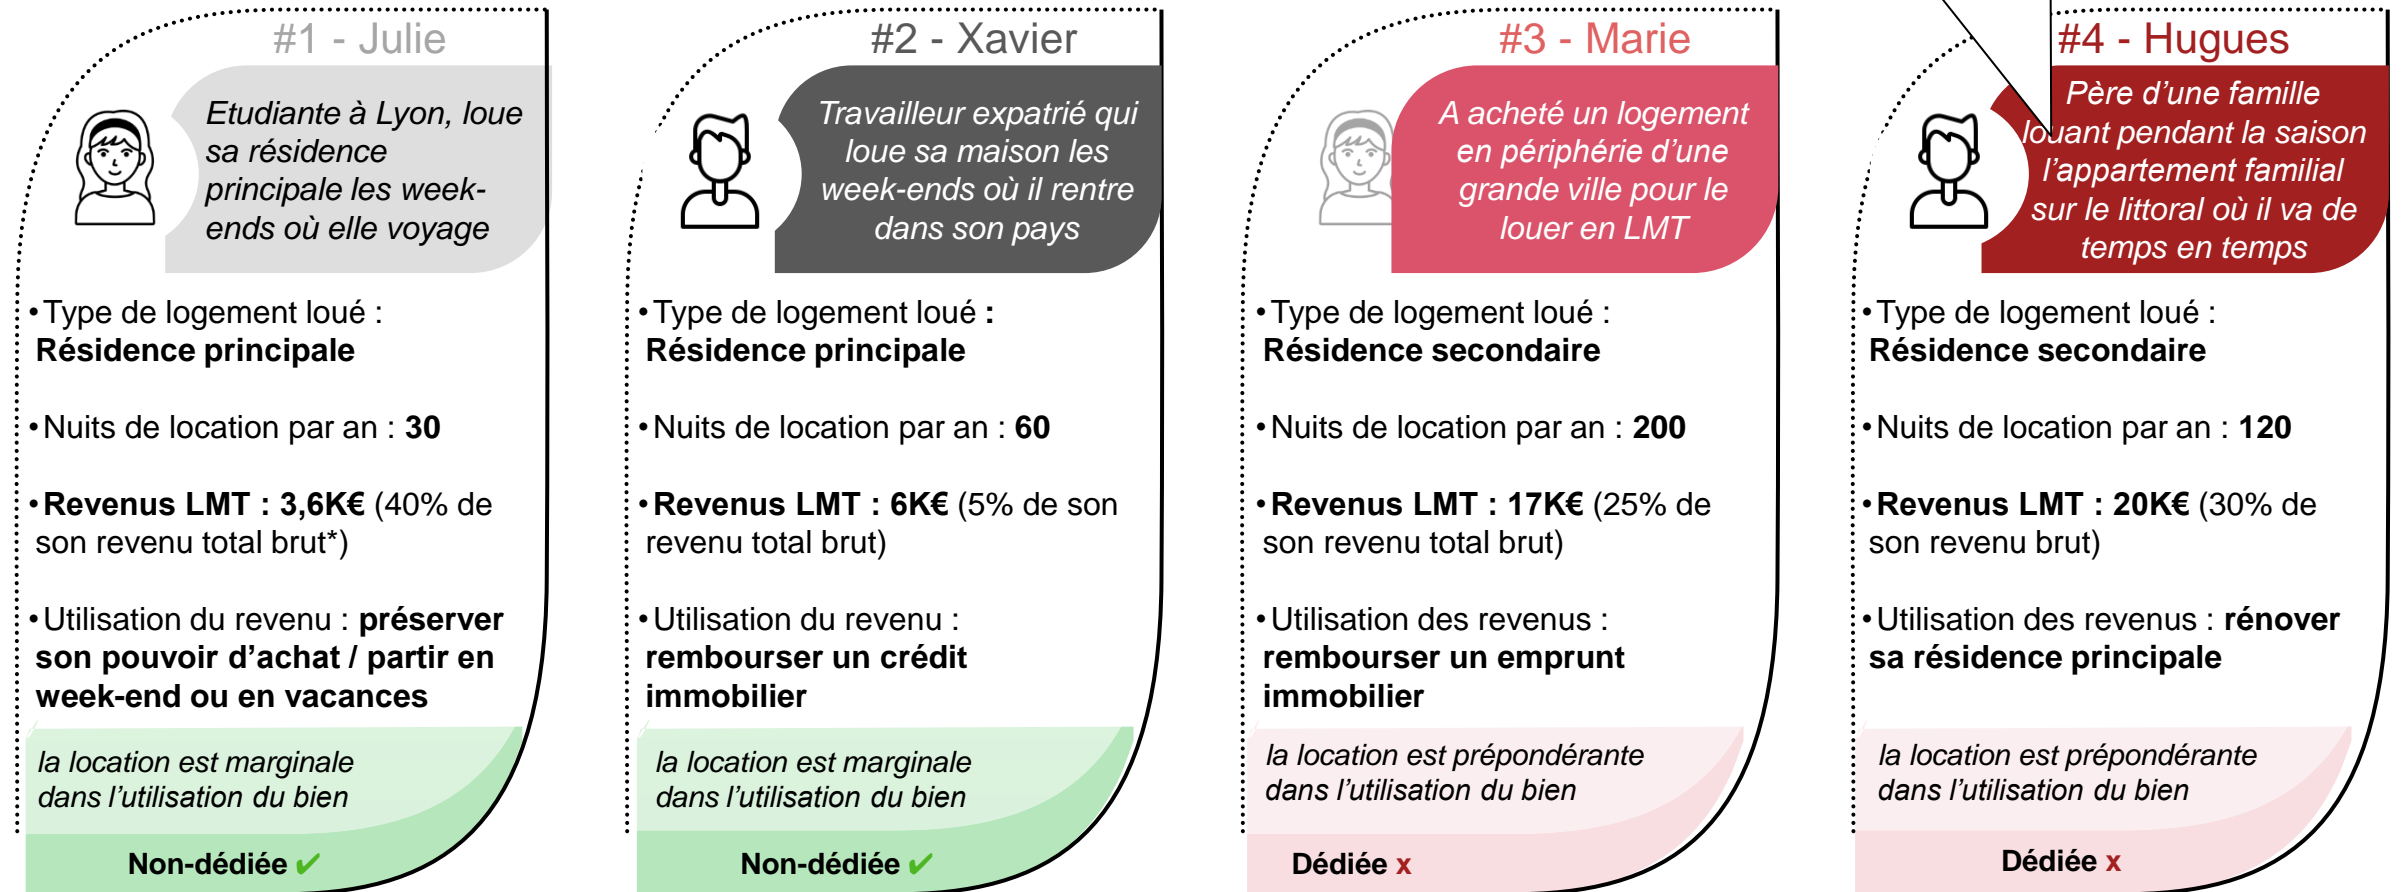 #1 - Julie
Etudiante à Lyon, loue
sa résidence
principale les week-
ends où elle voyage
•Type de logement loué :
Résidence principale
•Nuits de location par an : 30
•Revenus LMT : 3,6K€ (40% de
son revenu total brut*)
•Utilisation du revenu : préserver
son pouvoir d’achat / partir en
week-end ou en vacances
la location est marginale
dans l’utilisation du bien
Non-dédiée ✔
#2 - Xavier
Travailleur expatrié qui
loue sa maison les
week-ends où il rentre
dans son pays
•Type de logement loué :
Résidence principale
•Nuits de location par an : 60
•Revenus LMT : 6K€ (5% de son
revenu total brut)
•Utilisation du revenu :
rembourser un crédit
immobilier
la location est marginale
dans l’utilisation du bien
Non-dédiée ✔
#3 - Marie
A acheté un logement
en périphérie d’une
grande ville pour le
louer en LMT
•Type de logement loué :
Résidence secondaire
•Nuits de location par an : 200
•Revenus LMT : 17K€ (25% de
son revenu total brut)
•Utilisation des revenus :
rembourser un emprunt
immobilier
la location est prépondérante
dans l’utilisation du bien
Dédiée x
#4 - Hugues
Père d’une famille
louant pendant la saison
l’appartement familial
sur le littoral où il va de
temps en temps
•Type de logement loué :
Résidence secondaire
•Nuits de location par an : 120
•Revenus LMT : 20K€ (30% de
son revenu brut)
•Utilisation des revenus : rénover
sa résidence principale
la location est prépondérante
dans l’utilisation du bien
Dédiée x